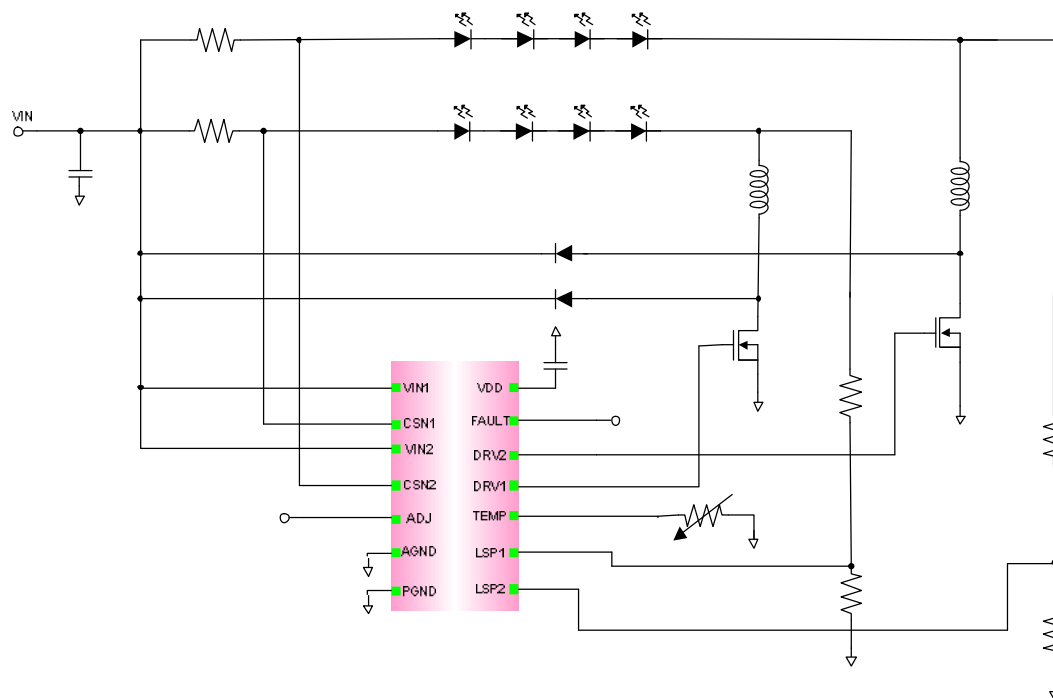 VIN
VIN1
CSN1
VIN2
CSN2
ADJ
AGND
PGND
VDD
FAULT
DRV2
DRV1
TEMP
LSP1
LSP2